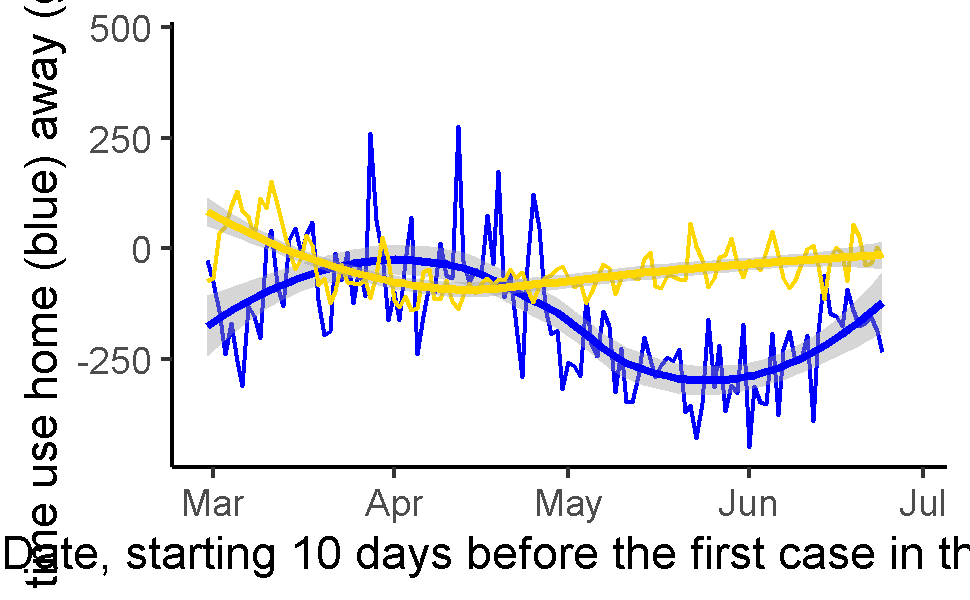 time use home (blue) away (
500
250
0
-250
Mar Apr May Jun Jul
Date, starting 10 days before the first case in th